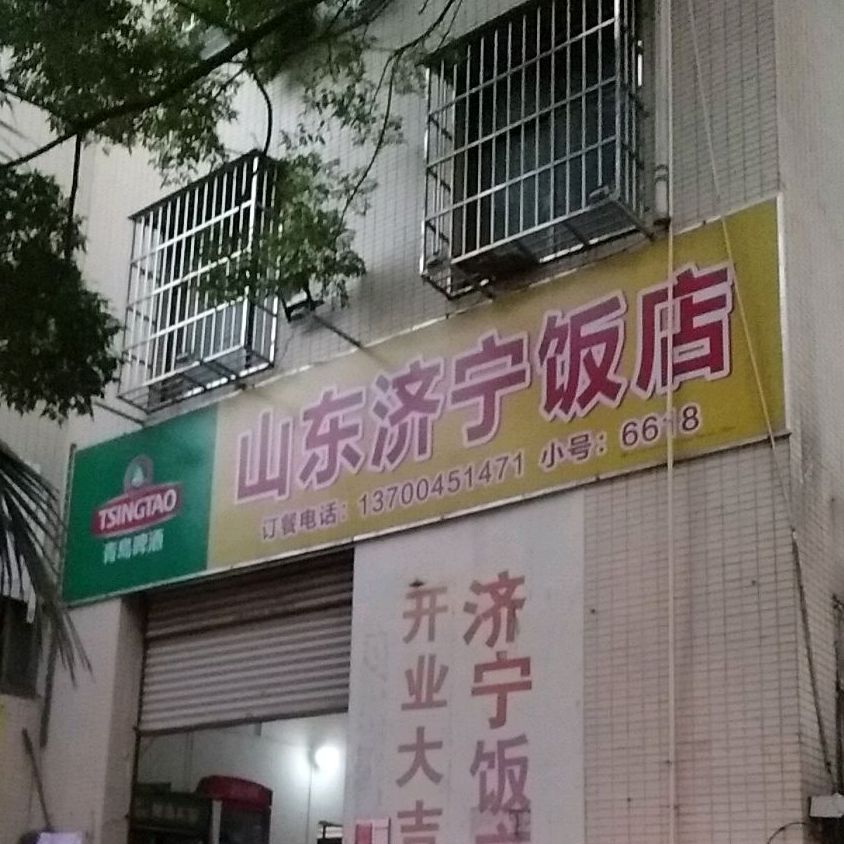 山东济宁饭店
订餐电话：13700451471 小号：6618
TSINGTAO
青岛啤酒
济宁饭店
开业大吉